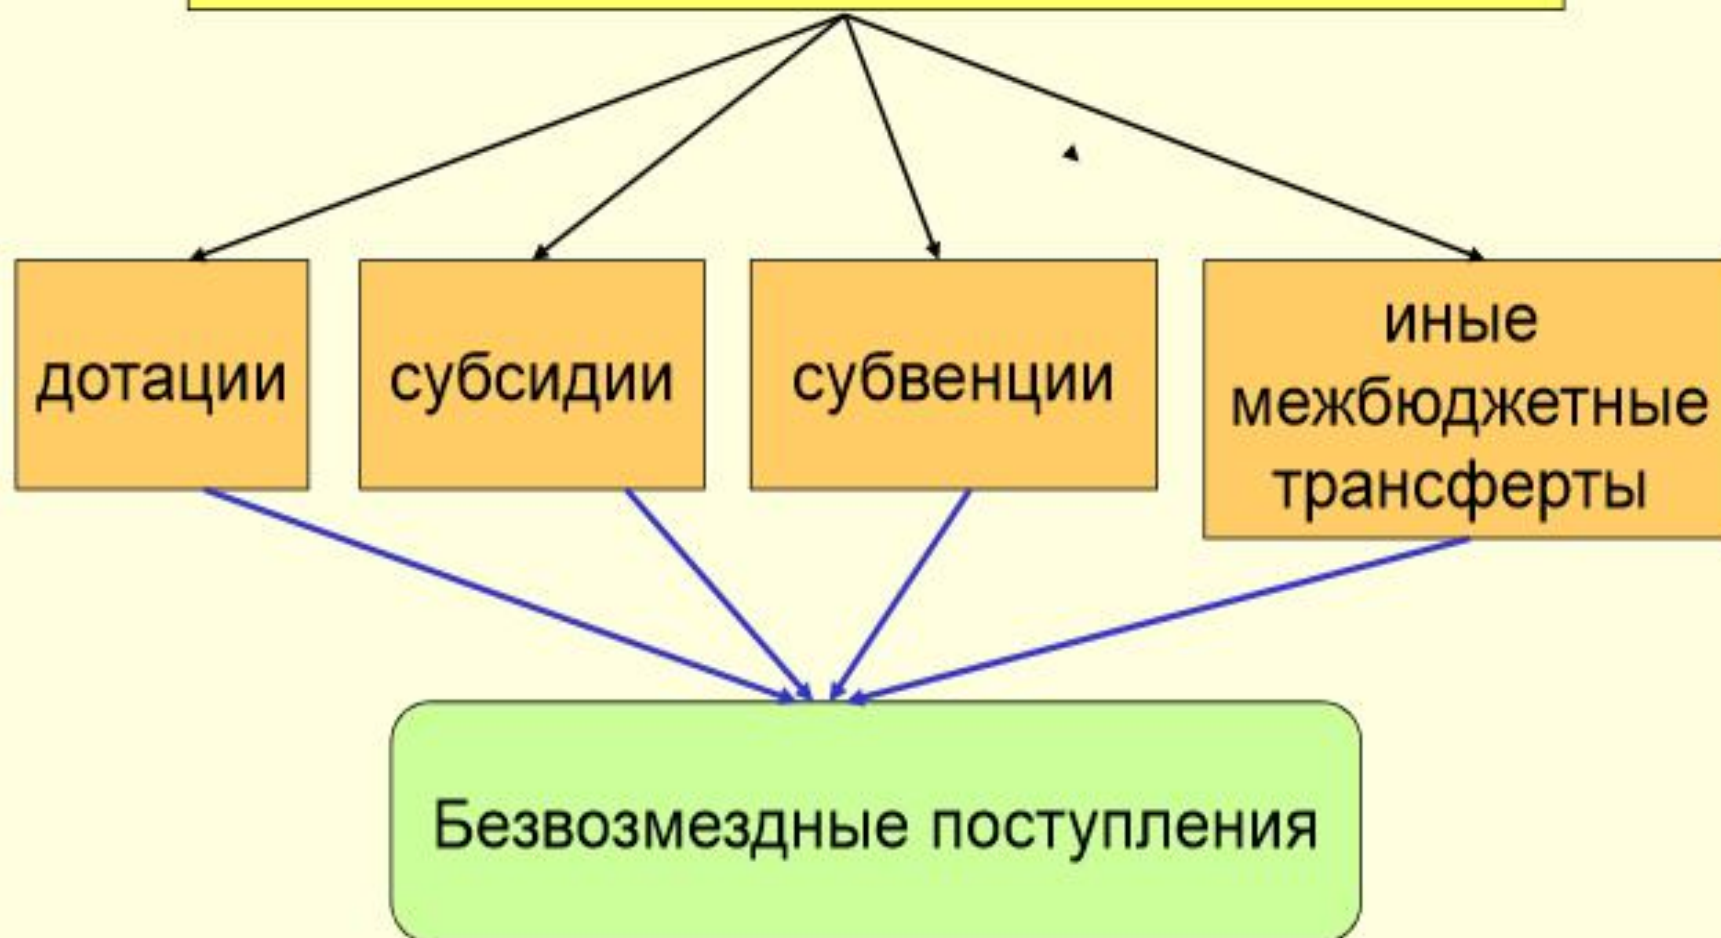 дотации
субсидии
субвенции
иные
межбюджетные
трансферты
Безвозмездные поступления